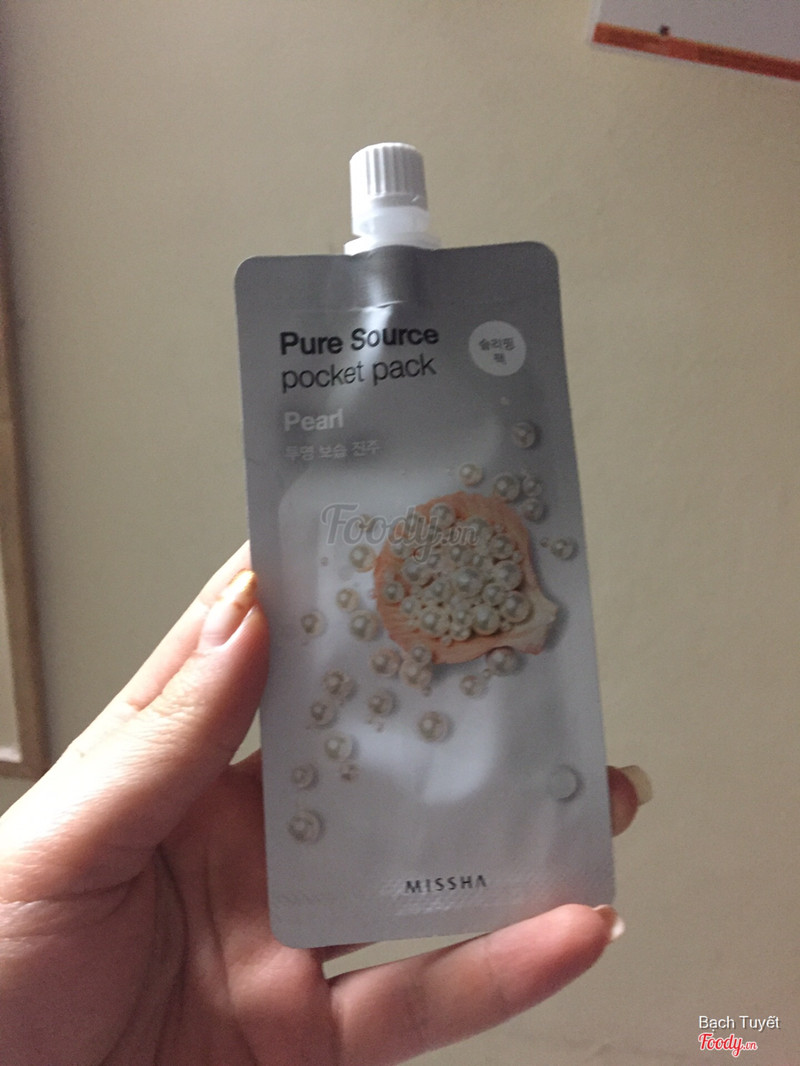 Pure Source
pocket pack
슬리핑
팩
Pearl
투명 보습 진주
Foody.vn
MISSHA
Bạch Tuyết
Foody.vn